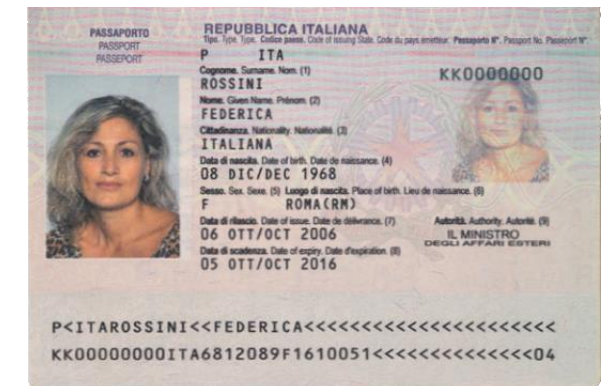 PASSAPORTO
PASSPORT
PASSEPORT
REPUBBLICA ITALIANA
Tipo. Type. Type. Codice paese. Code of issuing State. Code du pays emetteur. Passaporto N°. Passport No. Passeport N°.
P ITA
Cognome. Surname. Nom. (1)
KK0000000
ROSSINI
Nome. Given Name. Prénom. (2)
FEDERICA
Cittadinanza. Nationality. Nationalité. (3)
ITALIANA
Data di nascita. Date of birth. Date de naissance. (4)
08 DIC/DEC 1968
Sesso. Sex. Sexe. (5) Luogo di nascita. Place of birth. Lieu de naissance. (6)
F ROMA(RM)
Data di rilascio. Date of issue. Date de délivrance. (7) Autorità. Authority. Autorité. (9)
06 OTT/OCT 2006 IL MINISTRO
DEGLI AFFARI ESTERI
Data di scadenza. Date of expiry. Date d'expiration. (8)
05 OTT/OCT 2016
P<ITAROSSINI<<FEDERICA<<<<<<<<<<<<<<<<<<<<<<
KK00000000ITA6812089F1610051<<<<<<<<<<<<<<04